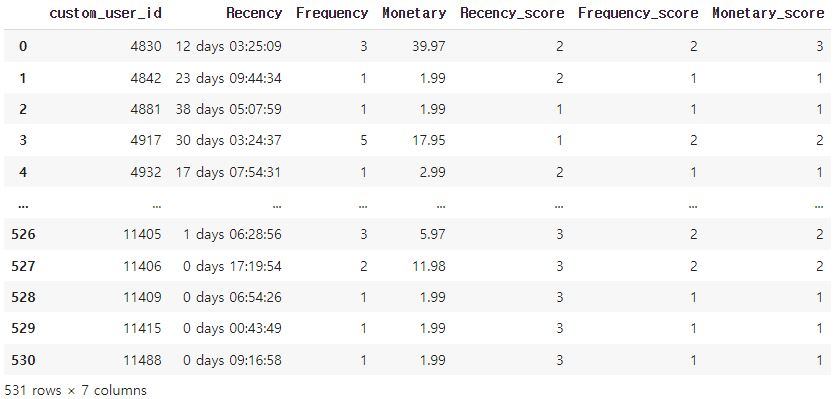 custom_user_id Recency Frequency Monetary Recency_score Frequency_score Monetary_score
0 4830 12 days 03:25:09 3 39.97 2 2 3
1 4842 23 days 09:44:34 1 1.99 2 1 1
2 4881 38 days 05:07:59 1 1.99 1 1 1
3 4917 30 days 03:24:37 5 17.95 1 2 2
4 4932 17 days 07:54:31 1 2.99 2 1 1
... ... ... ... ... ... ... ...
526 11405 1 days 06:28:56 3 5.97 3 2 2
527 11406 0 days 17:19:54 2 11.98 3 2 2
528 11409 0 days 06:54:26 1 1.99 3 1 1
529 11415 0 days 00:43:49 1 1.99 3 1 1
530 11488 0 days 09:16:58 1 1.99 3 1 1
531 rows × 7 columns